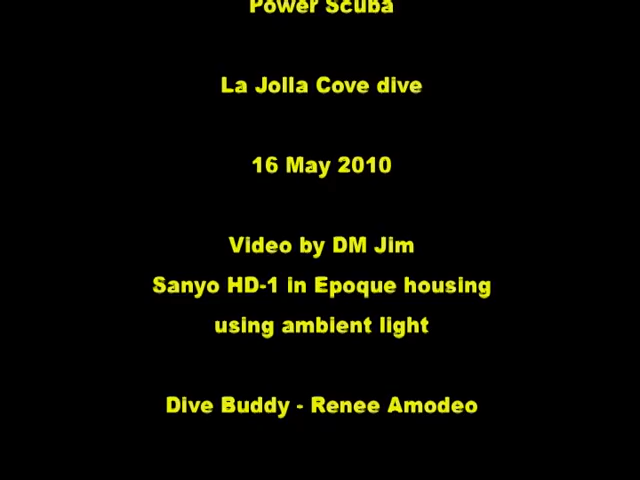 Power Scuba
La Jolla Cove dive
16 May 2010
Video by DM Jim
Sanyo HD-1 in Epoque housing
using ambient light
Dive Buddy - Renee Amodeo